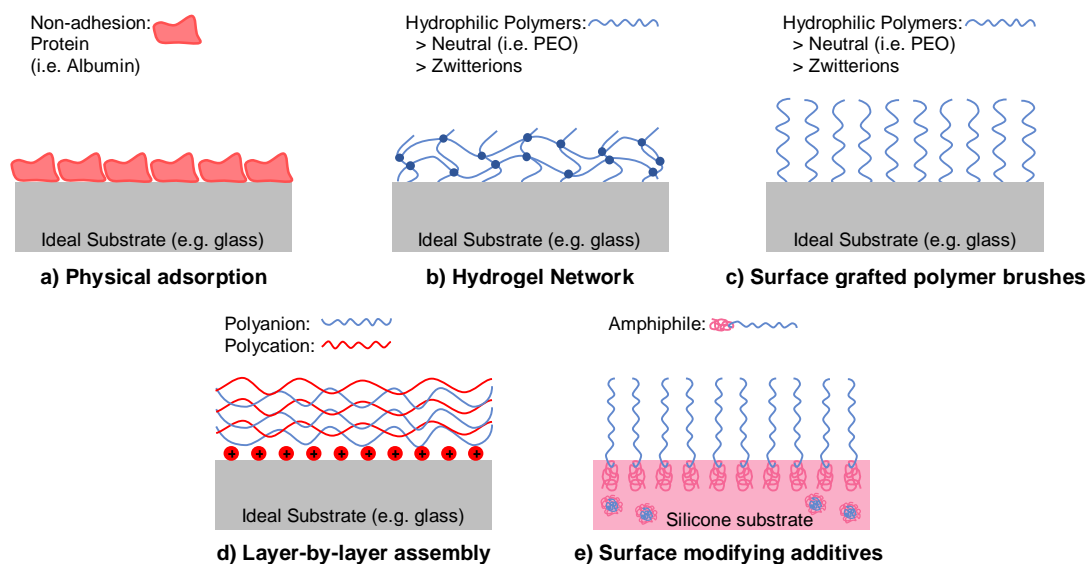 Non-adhesion:
Protein
(i.e. Albumin)
Ideal Substrate (e.g. glass)
a) Physical adsorption
Hydrophilic Polymers:
> Neutral (i.e. PEO)
> Zwitterions
Ideal Substrate (e.g. glass)
b) Hydrogel Network
Hydrophilic Polymers:
> Neutral (i.e. PEO)
> Zwitterions
Ideal Substrate (e.g. glass)
c) Surface grafted polymer brushes
Polyanion:
Polycation:
+ + + + + + + + + +
Ideal Substrate (e.g. glass)
d) Layer-by-layer assembly
Amphiphile:
Silicone substrate
e) Surface modifying additives